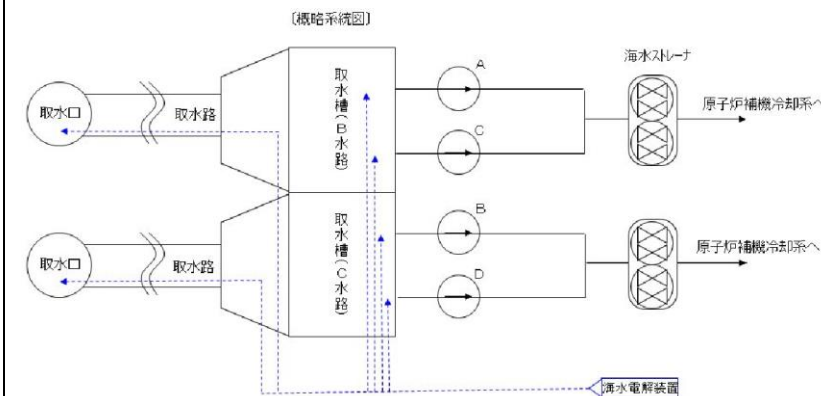 〔概略系統図〕
海水ストレーナ
A
取水口
取水路
取水槽(B水路)
原子炉補機冷却系へ
C
B
取水口
取水路
取水槽(C水路)
原子炉補機冷却系へ
D
海水電解装置